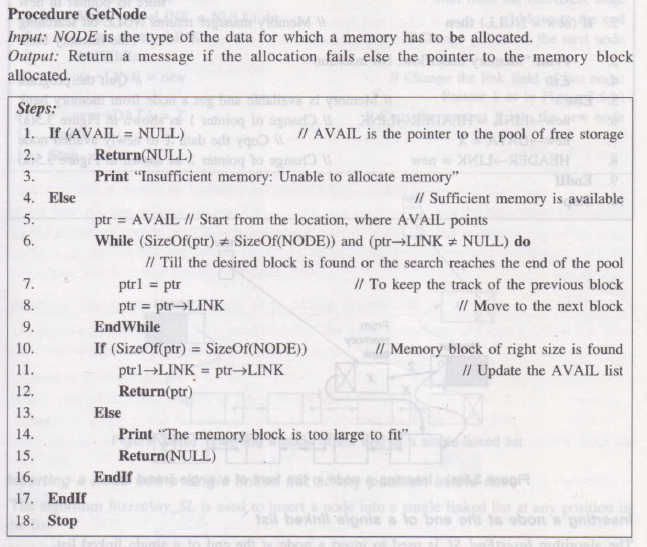 Procedure GetNode
Input: NODE is the type of the data for which a memory has to be allocated.
Output: Return a message if the allocation fails else the pointer to the memory block
allocated.
Steps:
1. If (AVAIL = NULL) // AVAIL is the pointer to the pool of free storage
2. Return(NULL)
3. Print “Insufficient memory: Unable to allocate memory”
4. Else // Sufficient memory is available
5. ptr = AVAIL // Start from the location, where AVAIL points
6. While (SizeOf(ptr) ≠ SizeOf(NODE)) and (ptr→LINK ≠ NULL) do
// Till the desired block is found or the search reaches the end of the pool
7. ptr1 = ptr // To keep the track of the previous block
8. ptr = ptr→LINK // Move to the next block
9. EndWhile
10. If (SizeOf(ptr) = SizeOf(NODE)) // Memory block of right size is found
11. ptr1→LINK = ptr→LINK // Update the AVAIL list
12. Return(ptr)
13. Else
14. Print “The memory block is too large to fit”
15. Return(NULL)
16. EndIf
17. EndIf
18. Stop